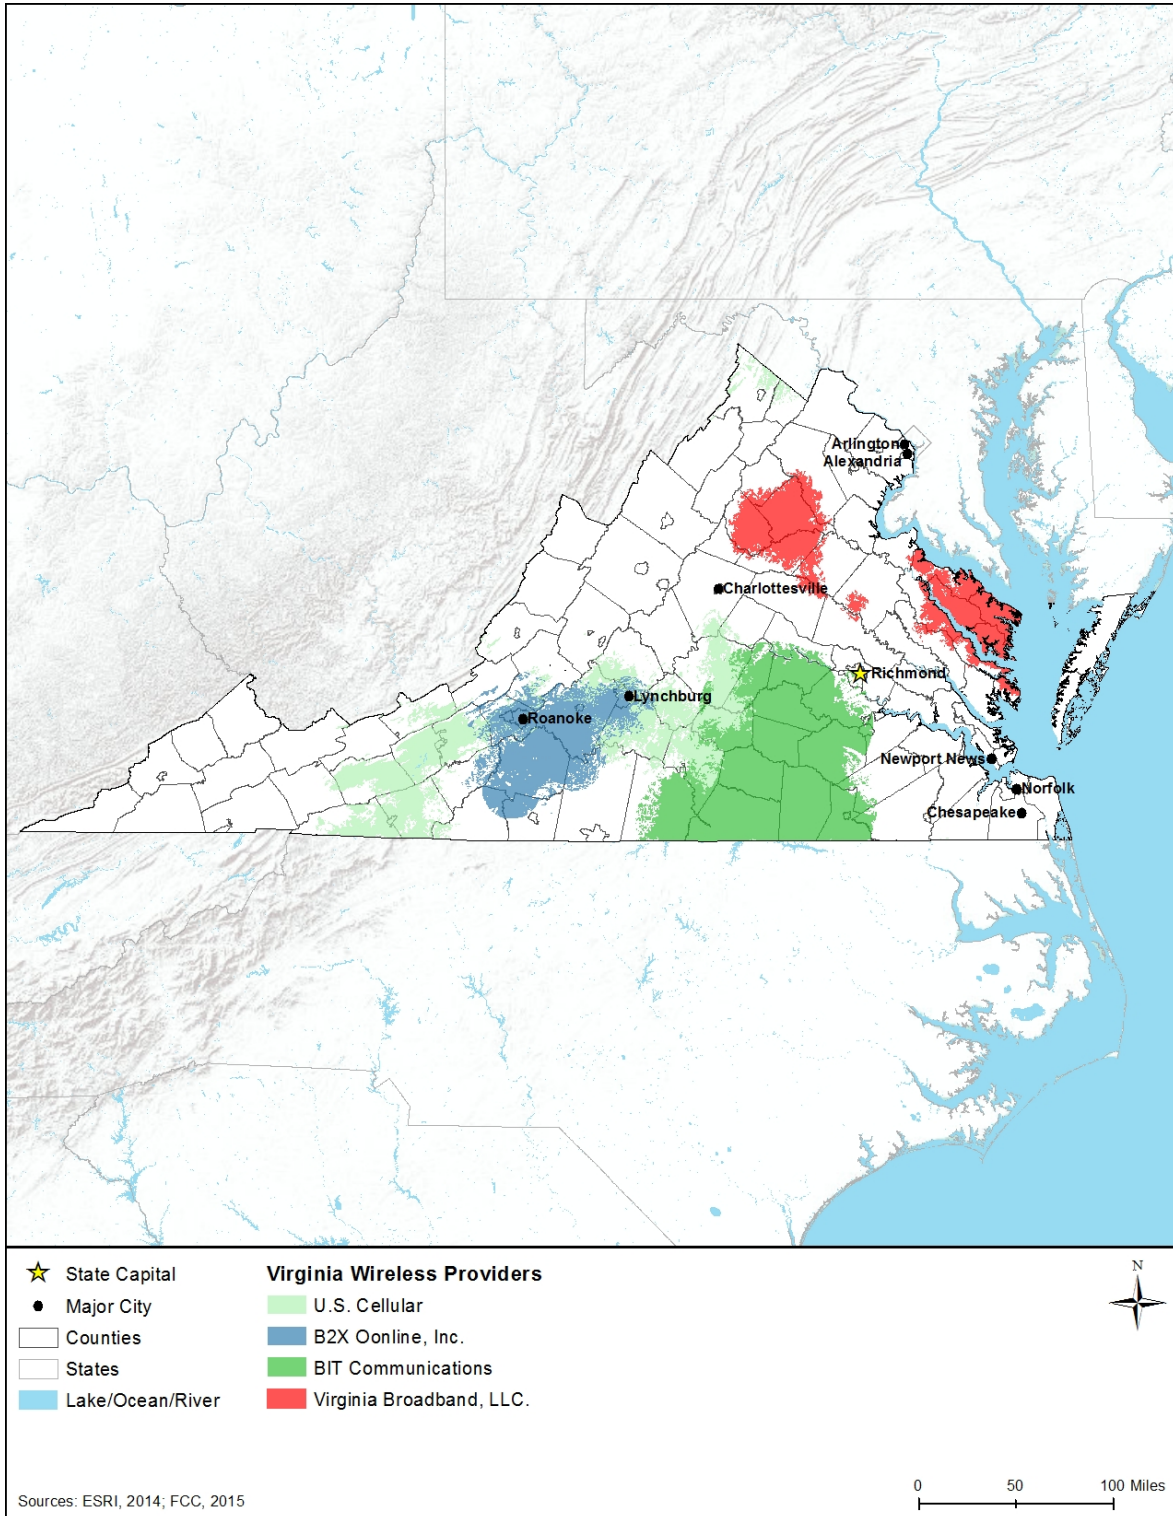 Arlington
Alexandria
Charlottesville
Richmond
Lynchburg
Roanoke
Newport News
Norfolk
Chesapeake
State Capital
Major City
Counties
States
Lake/Ocean/River
Virginia Wireless Providers
U.S. Cellular
B2X Oonline, Inc.
BIT Communications
Virginia Broadband, LLC.
N
Sources: ESRI, 2014; FCC, 2015
0 50 100 Miles